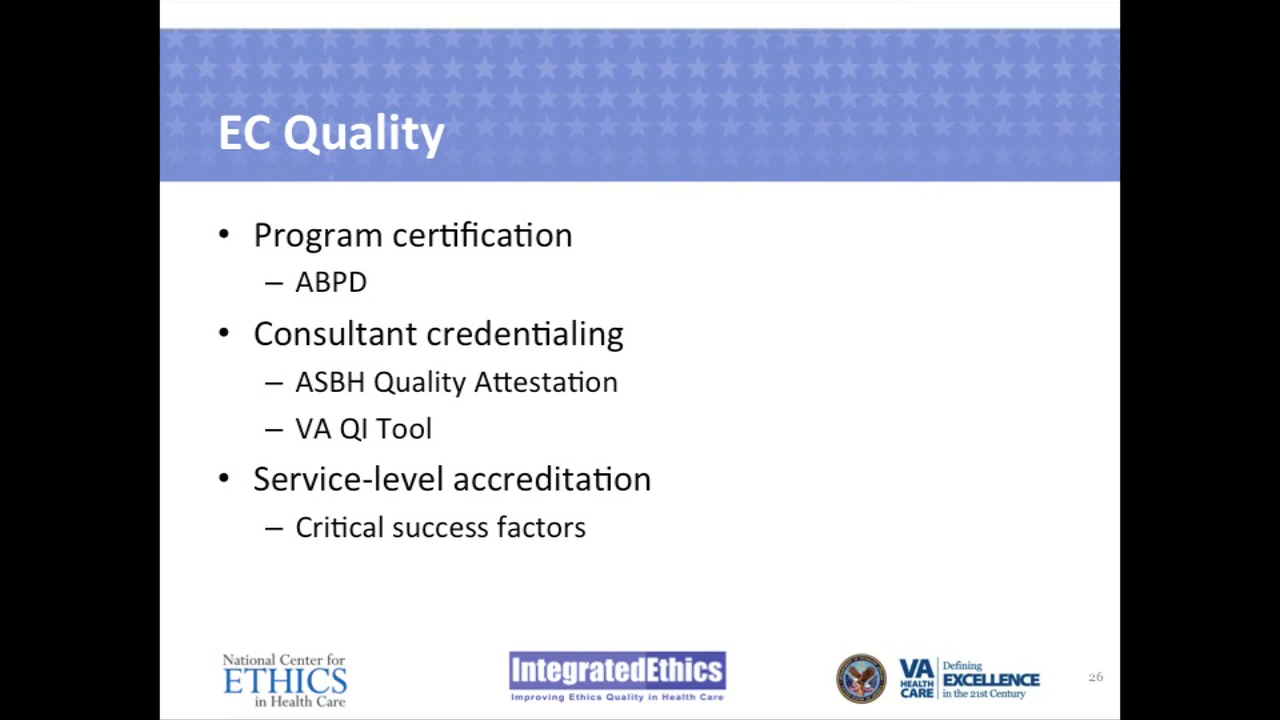 EC Quality
• Program certification
– ABPD
• Consultant credentialing
– ASBH Quality Attestation
– VA QI Tool
• Service-level accreditation
– Critical success factors
National Center for
ETHICS
in Health Care
IntegratedEthics
Improving Ethics Quality in Health Care
VA
HEALTH
CARE
Defining
EXCELLENCE
in the 21st Century
26